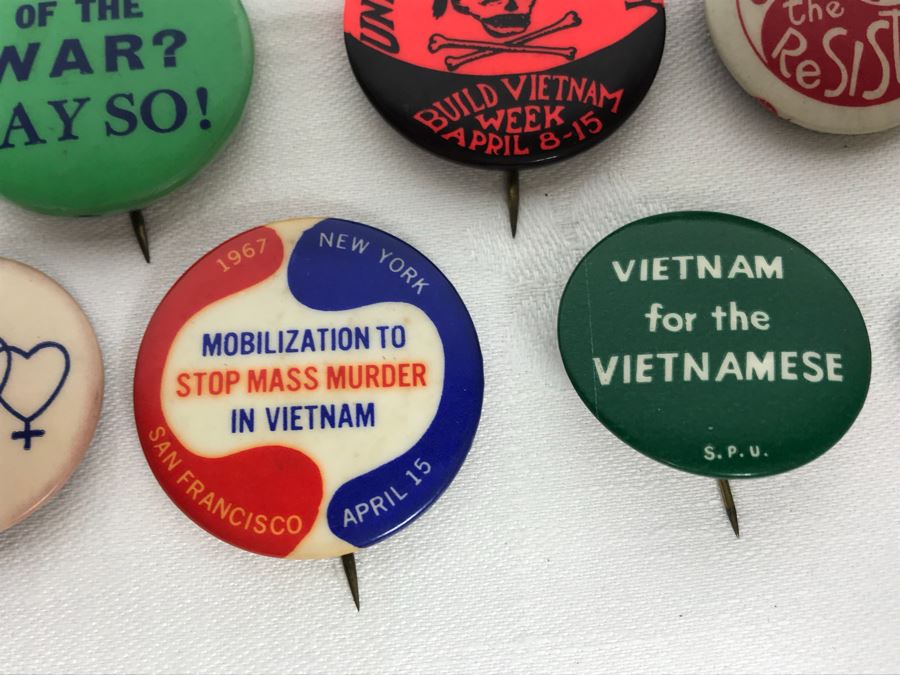 OF THE
WAR?
AY SO!
BUILD VIETNAM
WEEK
APRIL 8-15
the
RESIST
1967
NEW YORK
MOBILIZATION TO
STOP MASS MURDER
IN VIETNAM
SAN FRANCISCO
APRIL 15
VIETNAM
for the
VIETNAMESE
S.P.U.